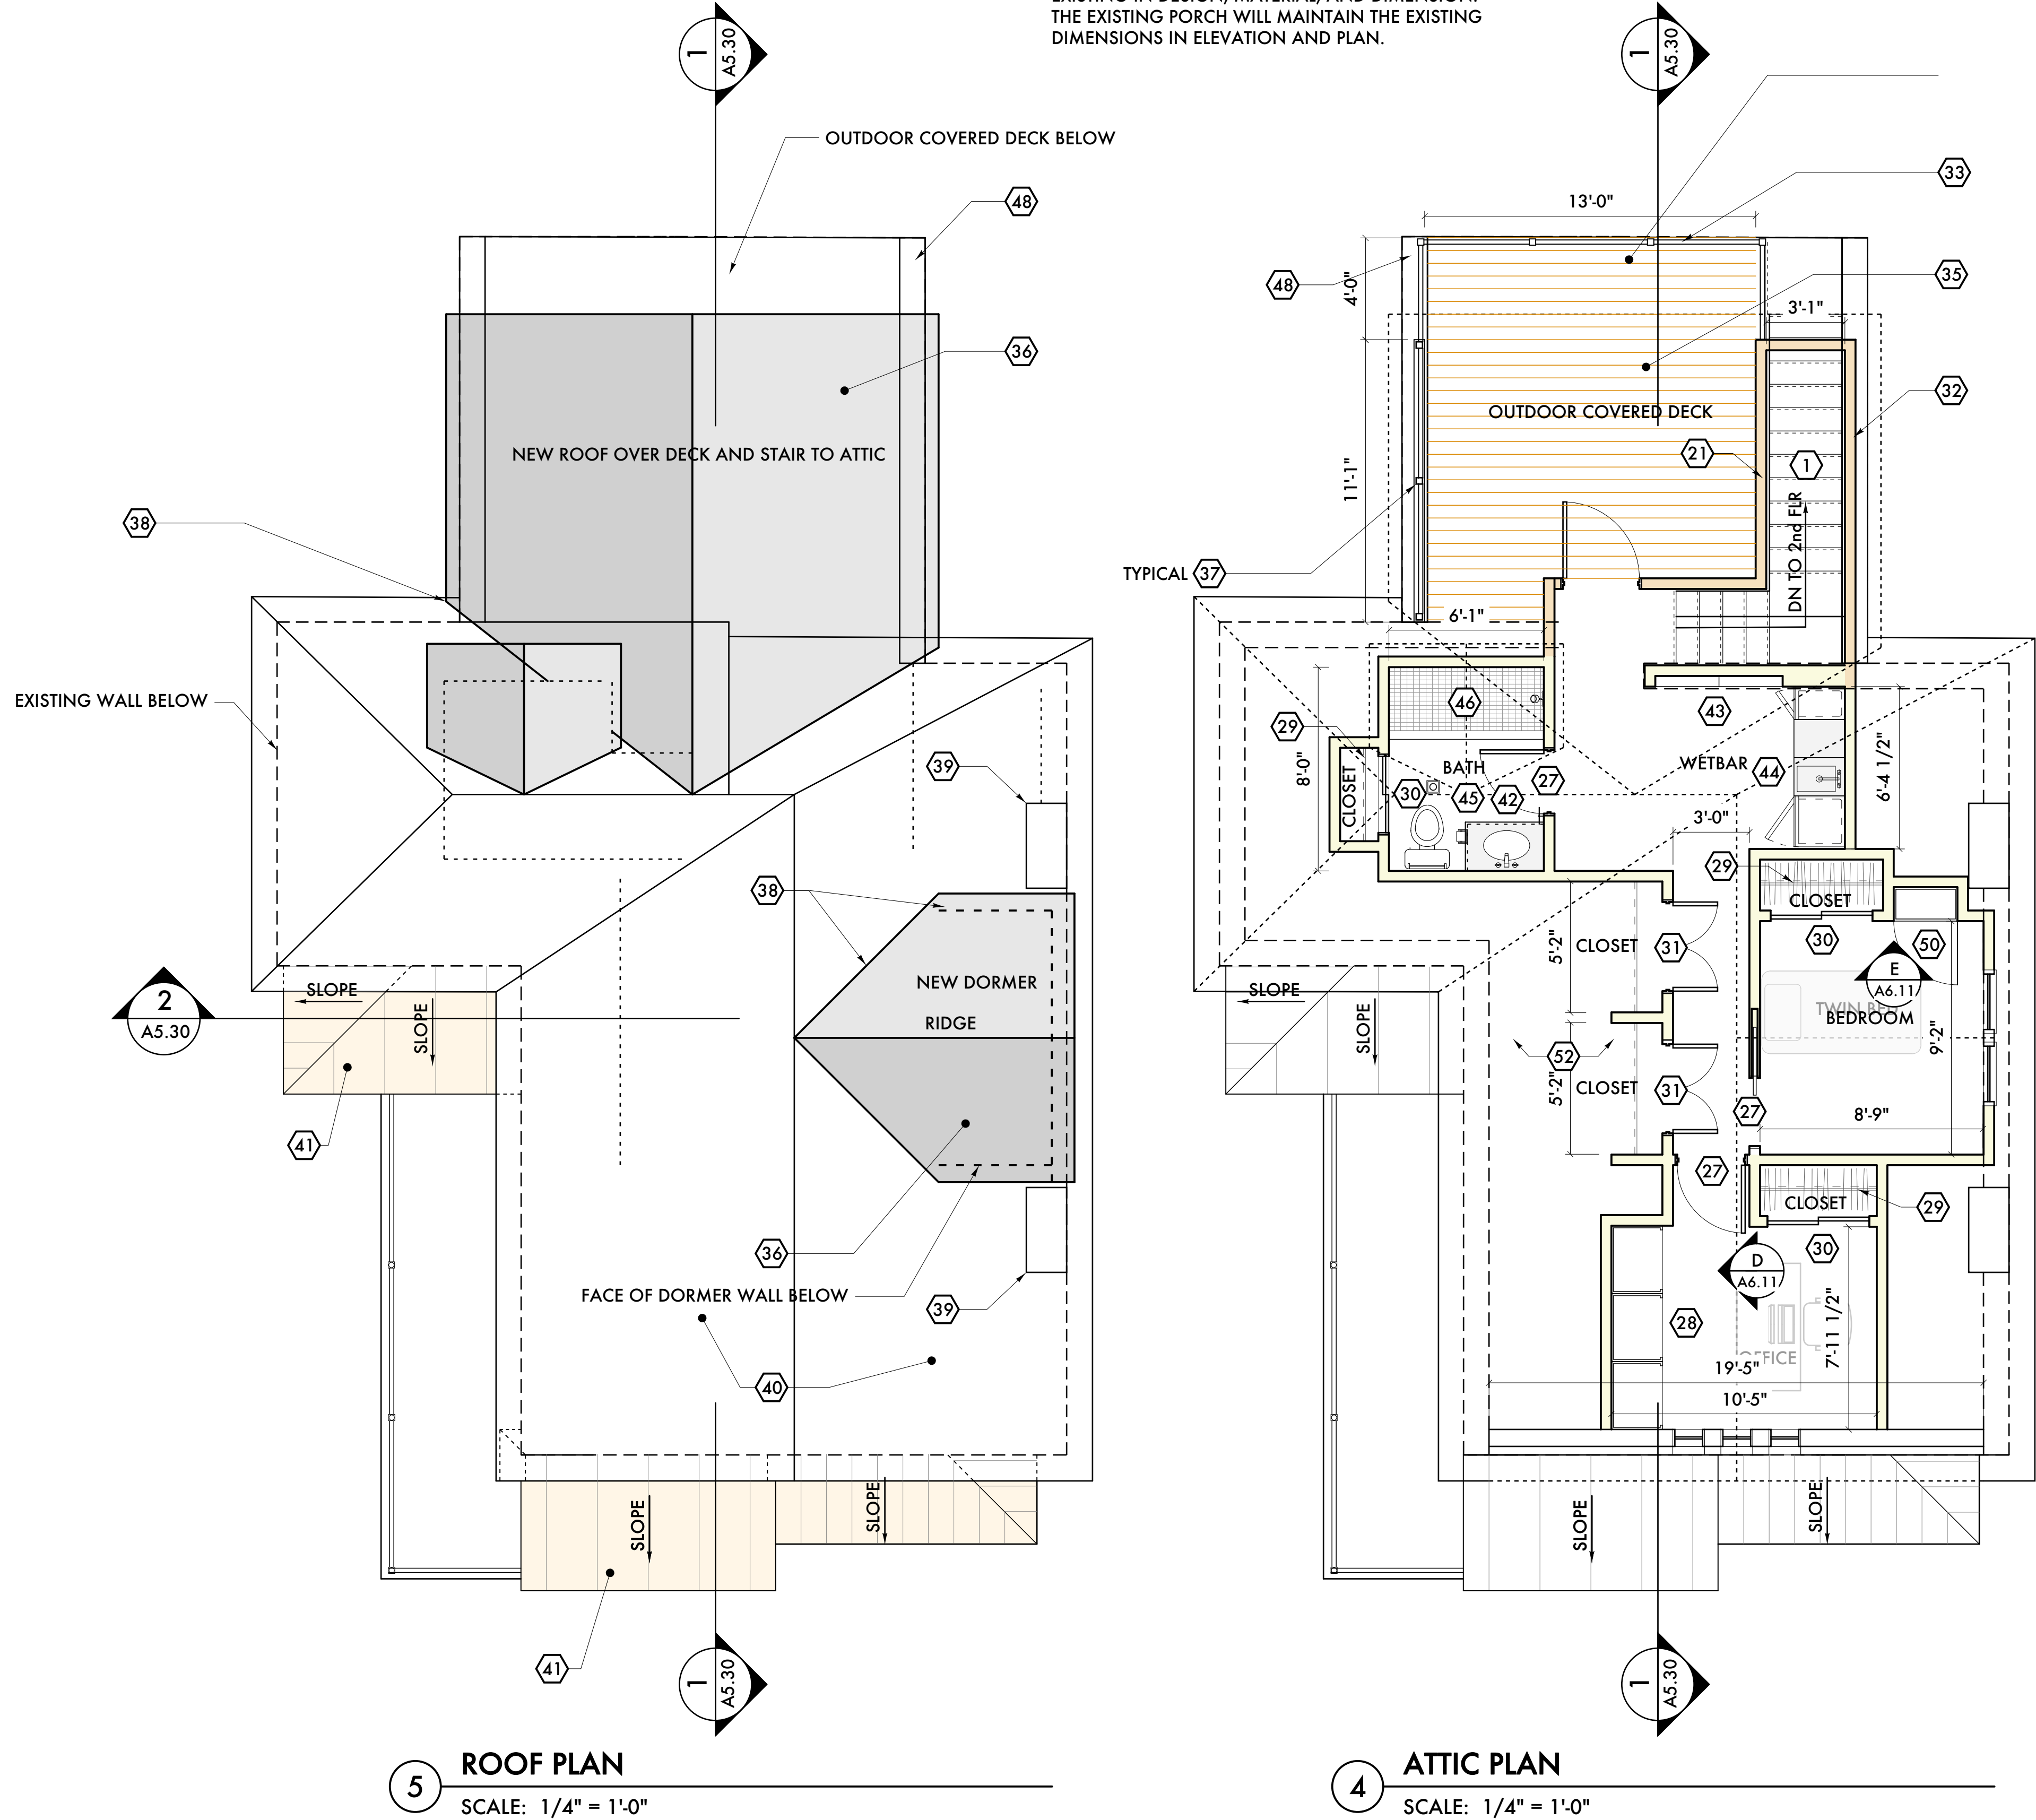 THE EXISTING PORCH WILL MAINTAIN THE EXISTING
DIMENSIONS IN ELEVATION AND PLAN.
1
A5.30
OUTDOOR COVERED DECK BELOW
48
36
NEW ROOF OVER DECK AND STAIR TO ATTIC
38
EXISTING WALL BELOW
39
38
NEW DORMER
RIDGE
SLOPE
SLOPE
2
A5.30
41
36
FACE OF DORMER WALL BELOW
39
40
SLOPE
SLOPE
41
1
A5.30
5
ROOF PLAN
SCALE: 1/4" = 1'-0"
1
A5.30
33
13'-0"
48
4'-0"
35
3'-1"
32
OUTDOOR COVERED DECK
21
1
11'-1"
DN TO 2nd FLR
TYPICAL 37
6'-1"
46
43
29
8'-0"
CLOSET
BATH
27
WETBAR 44
30
45
42
6'-4 1/2"
3'-0"
29
CLOSET
5'-2"
CLOSET
31
30
50
E
A6.11
TWIN BED
BEDROOM
9'-2"
SLOPE
SLOPE
52
5'-2"
CLOSET
31
27
8'-9"
27
CLOSET
29
30
D
A6.11
28
7'-11 1/2"
OFFICE
19'-5"
10'-5"
SLOPE
SLOPE
1
A5.30
4
ATTIC PLAN
SCALE: 1/4" = 1'-0"